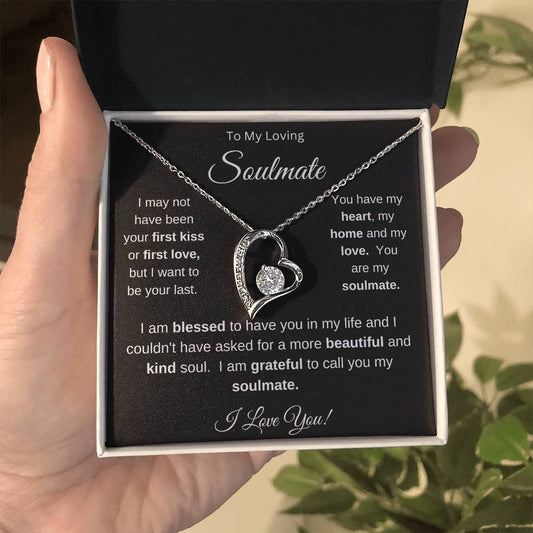 To My Loving
Soulmate
I may not
have been
your first kiss
or first love,
but I want to
be your last.
You have my
heart, my
home and my
love.  You
are my
soulmate.
I am blessed to have you in my life and I
couldn't have asked for a more beautiful and
kind soul.  I am grateful to call you my
soulmate.
I Love You!